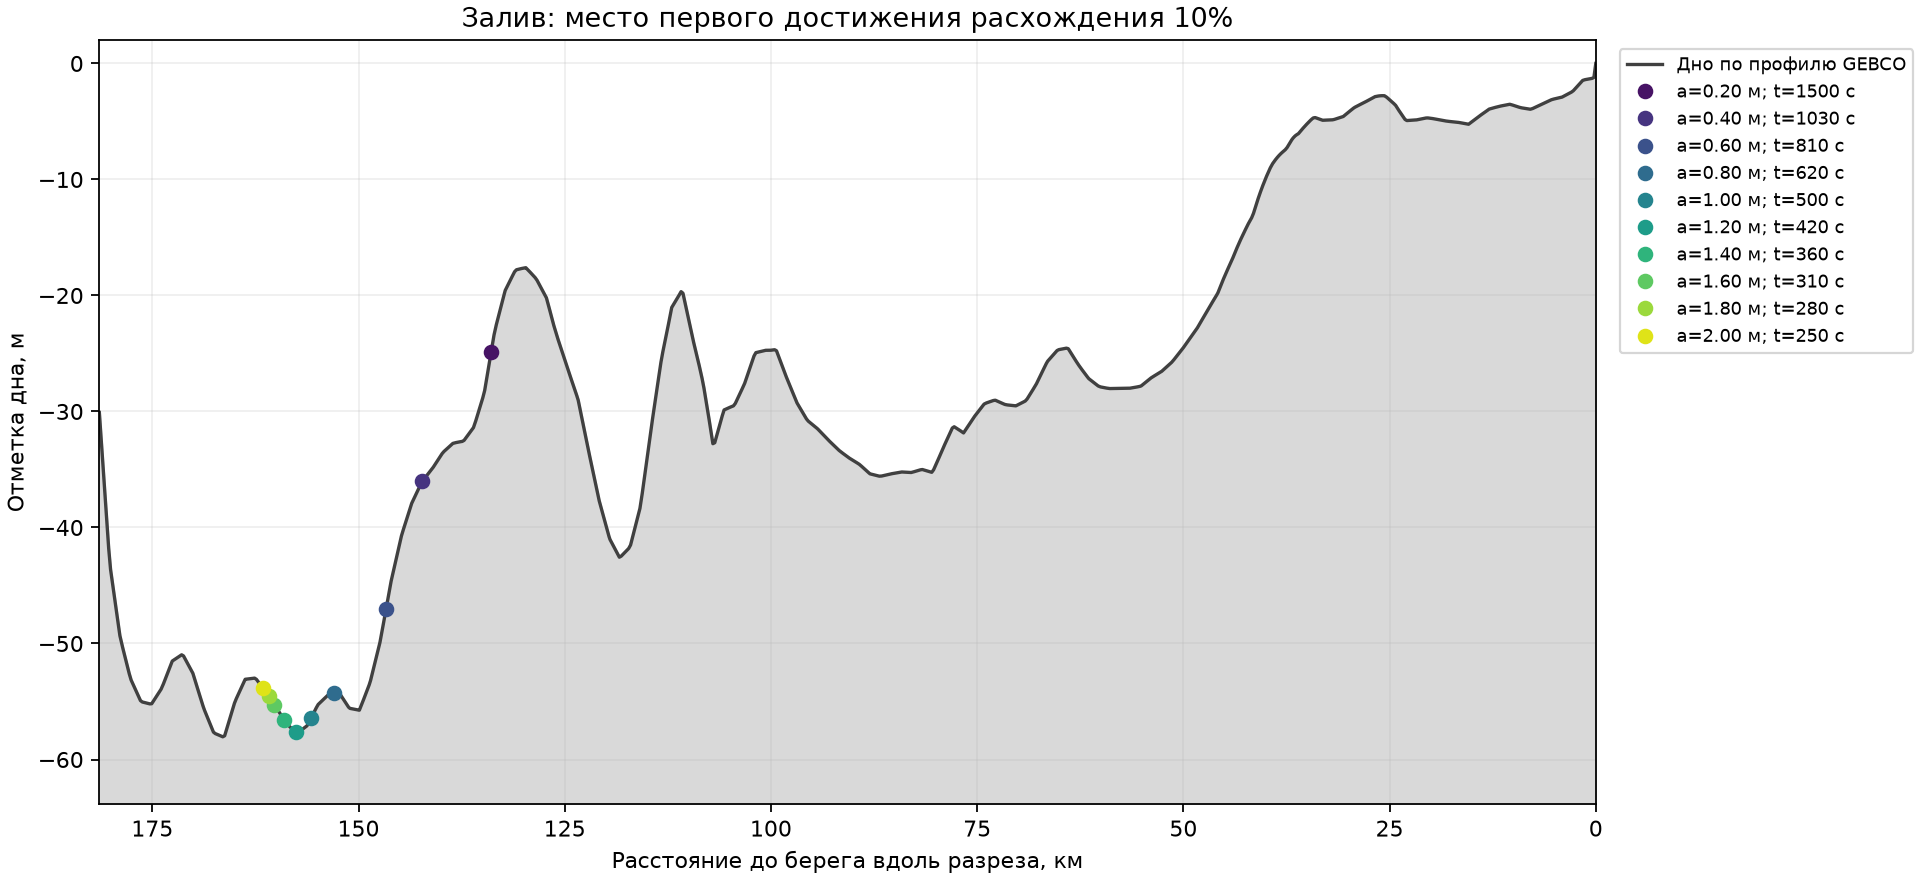 Залив: место первого достижения расхождения 10%
0
−10
−20
−30
−40
−50
−60
Отметка дна, м
175
150
125
100
75
50
25
0
Расстояние до берега вдоль разреза, км
Дно по профилю GEBCO
a=0.20 м; t=1500 с
a=0.40 м; t=1030 с
a=0.60 м; t=810 с
a=0.80 м; t=620 с
a=1.00 м; t=500 с
a=1.20 м; t=420 с
a=1.40 м; t=360 с
a=1.60 м; t=310 с
a=1.80 м; t=280 с
a=2.00 м; t=250 с